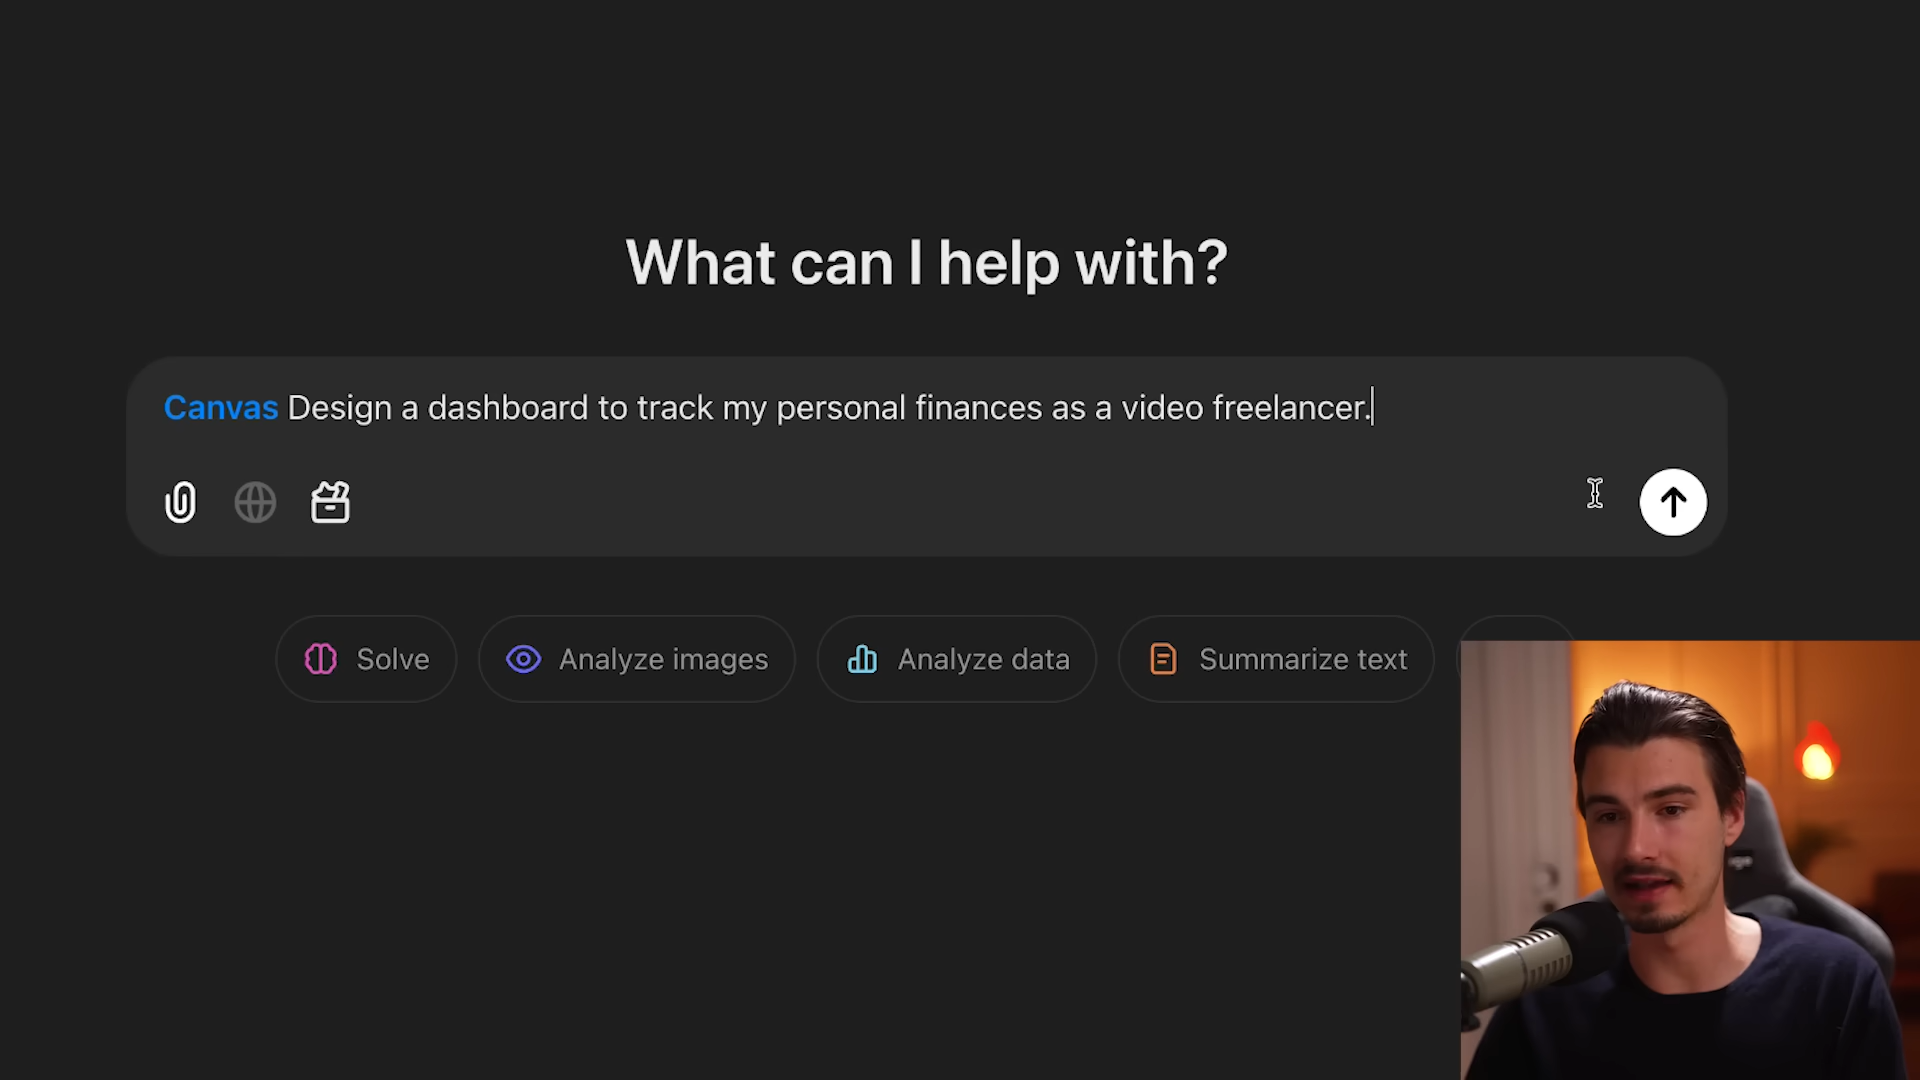 What can I help with?
Canvas Design a dashboard to track my personal finances as a video freelancer.
Solve
Analyze images
Analyze data
Summarize text